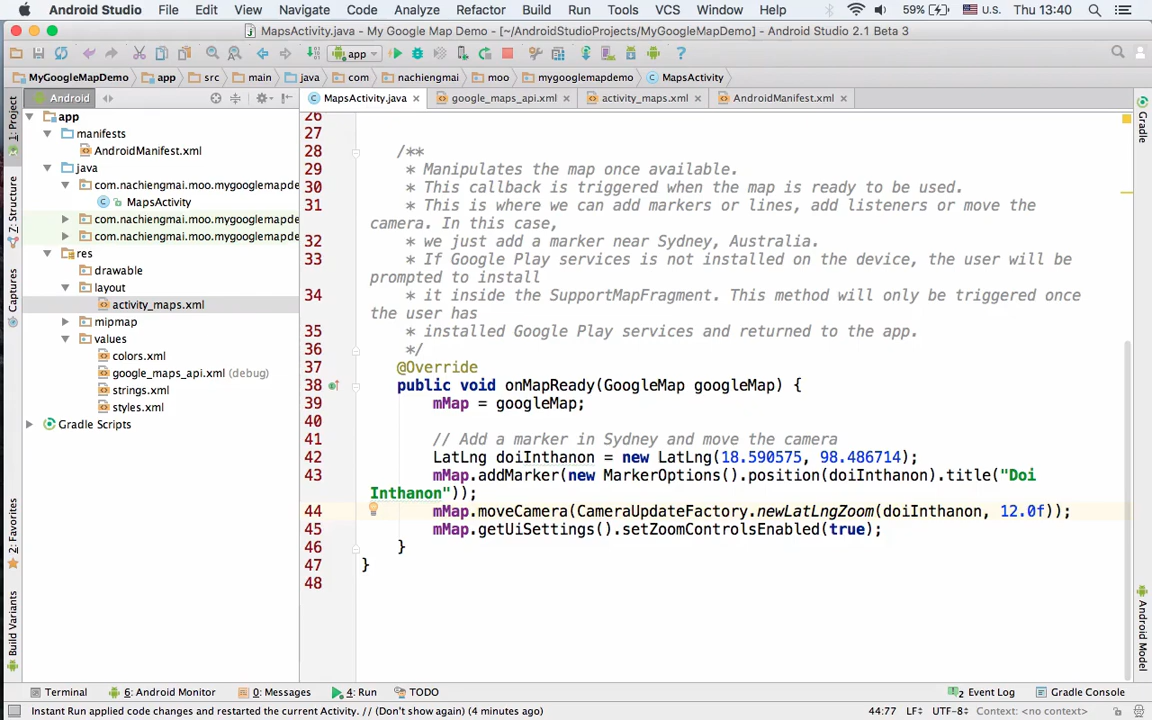 Android Studio File Edit View Navigate Code Analyze Refactor Build Run Tools VCS Window Help 59% U.S. Thu 13:40
MapsActivity.java - My Google Map Demo - [~/AndroidStudioProjects/MyGoogleMapDemo] - Android Studio 2.1 Beta 3
app
MyGoogleMapDemo app src main java com nachiengmai moo mygooglemapdemo MapsActivity
Android MapsActivity.java google_maps_api.xml activity_maps.xml AndroidManifest.xml
1: Project
7: Structure
Captures
2: Favorites
Build Variants
app
manifests
AndroidManifest.xml
java
com.nachiengmai.moo.mygooglemapde
MapsActivity
com.nachiengmai.moo.mygooglemapde
com.nachiengmai.moo.mygooglemapde
res
drawable
layout
activity_maps.xml
mipmap
values
colors.xml
google_maps_api.xml (debug)
strings.xml
styles.xml
Gradle Scripts
26
27
28 /**
29 * Manipulates the map once available.
30 * This callback is triggered when the map is ready to be used.
31 * This is where we can add markers or lines, add listeners or move the
camera. In this case,
32 * we just add a marker near Sydney, Australia.
33 * If Google Play services is not installed on the device, the user will be
prompted to install
34 * it inside the SupportMapFragment. This method will only be triggered once
the user has
35 * installed Google Play services and returned to the app.
36 */
37 @Override
38 public void onMapReady(GoogleMap googleMap) {
39 mMap = googleMap;
40
41 // Add a marker in Sydney and move the camera
42 LatLng doiInthanon = new LatLng(18.590575, 98.486714);
43 mMap.addMarker(new MarkerOptions().position(doiInthanon).title("Doi
Inthanon"));
44 mMap.moveCamera(CameraUpdateFactory.newLatLngZoom(doiInthanon, 12.0f));
45 mMap.getUiSettings().setZoomControlsEnabled(true);
46 }
47 }
48
Gradle
Android Model
Terminal 6: Android Monitor 0: Messages 4: Run TODO 2 Event Log Gradle Console
Instant Run applied code changes and restarted the current Activity. // (Don't show again) (4 minutes ago) 44:77 LF UTF-8 Context: <no context>